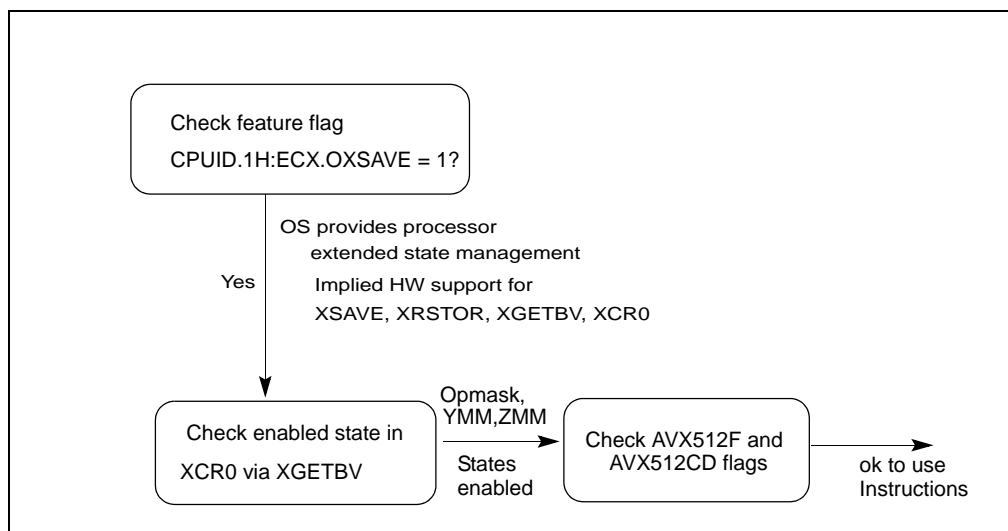 Check feature flag
CPUID.1H:ECX.OXSAVE = 1?
OS provides processor
extended state management
Yes
Implied HW support for
XSAVE, XRSTOR, XGETBV, XCR0
Check enabled state in
XCR0 via XGETBV
Opmask,
YMM,ZMM
States
enabled
Check AVX512F and
AVX512CD flags
ok to use
Instructions